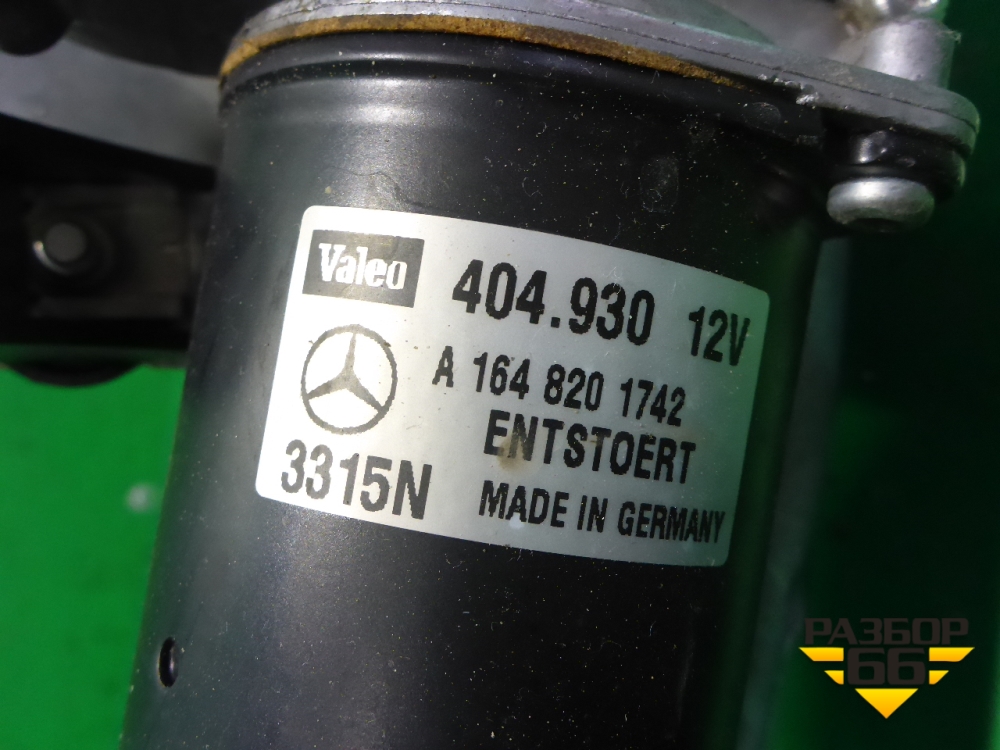 Valeo
404.930 12V
A 164 820 1742
ENTSTOERT
3315N
MADE IN GERMANY
РАЗБОР
66